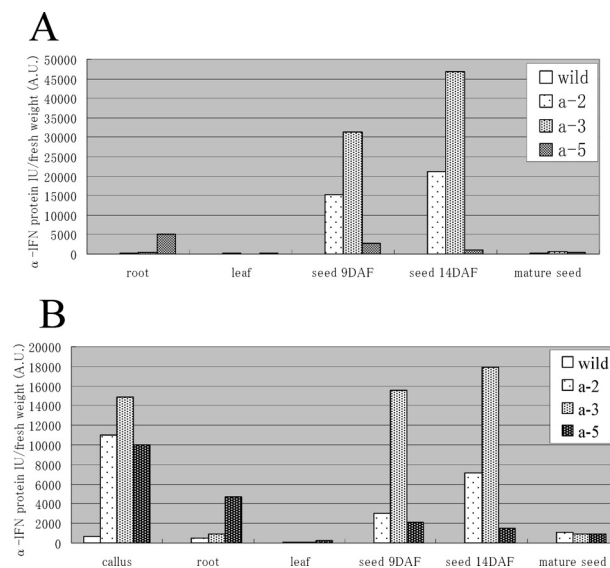 A
α-IFN protein IU/fresh weight (A.U.)
50000
45000
40000
35000
30000
25000
20000
15000
10000
5000
0
wild
a-2
a-3
a-5
root leaf seed 9DAF seed 14DAF mature seed
B
α-IFN protein IU/fresh weight (A.U.)
20000
18000
16000
14000
12000
10000
8000
6000
4000
2000
0
wild
a-2
a-3
a-5
callus root leaf seed 9DAF seed 14DAF mature seed